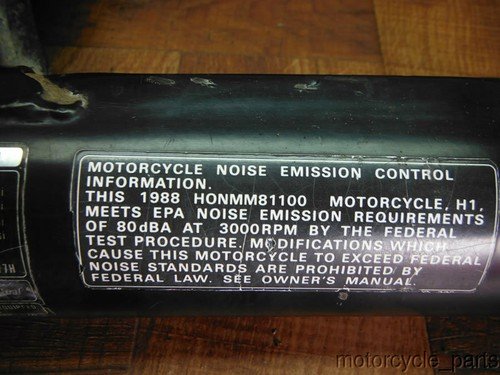 MOTORCYCLE NOISE EMISSION CONTROL
INFORMATION.
THIS 1988 HONMM81100 MOTORCYCLE, H1,
MEETS EPA NOISE EMISSION REQUIREMENTS
OF 80dBA AT 3000RPM BY THE FEDERAL
TEST PROCEDURE. MODIFICATIONS WHICH
CAUSE THIS MOTORCYCLE TO EXCEED FEDERAL
NOISE STANDARDS ARE PROHIBITED BY
FEDERAL LAW. SEE OWNER'S MANUAL.
motorcycle_parts